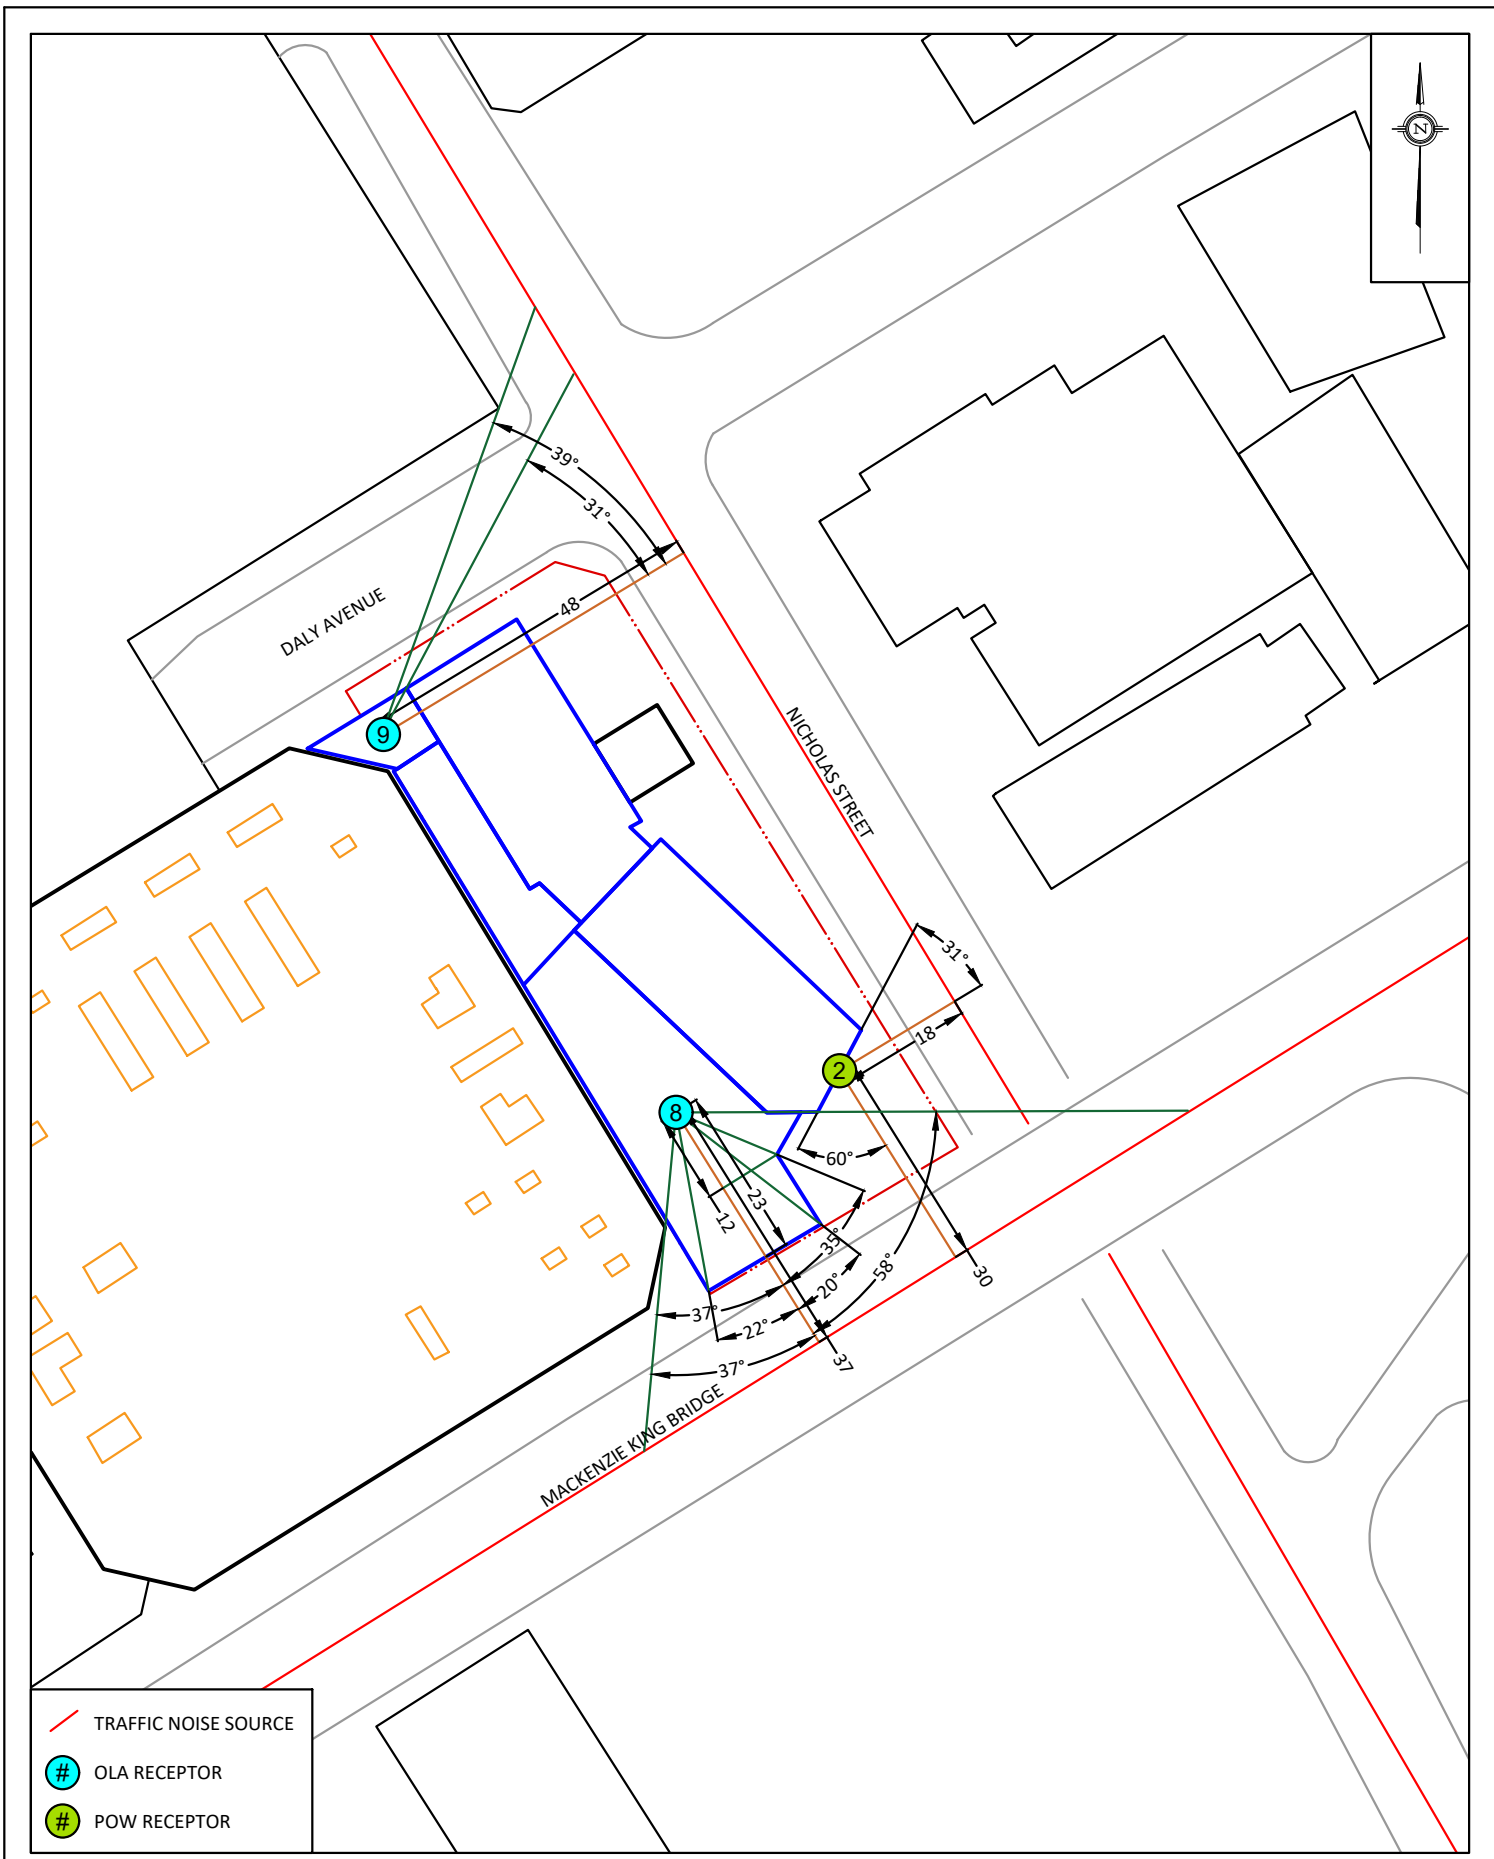 N
39°
31°
48
DALY AVENUE
9
NICHOLAS STREET
31°
18
2
8
60°
23
12
35°
58°
20°
30
37°
22°
37°
37
MACKENZIE KING BRIDGE
TRAFFIC NOISE SOURCE
# OLA RECEPTOR
# POW RECEPTOR